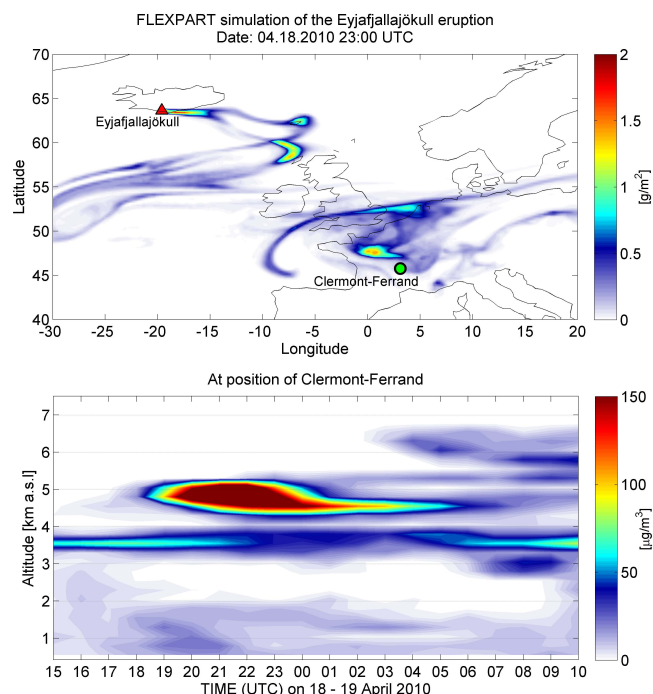 FLEXPART simulation of the Eyjafjallajökull eruption
Date: 04.18.2010 23:00 UTC
70
65
60
55
50
45
40
Latitude
Eyjafjallajökull
Clermont-Ferrand
-30 -25 -20 -15 -10 -5 0 5 10 15 20
Longitude
2
1.5
1
0.5
0
[g/m²]
At position of Clermont-Ferrand
7
6
5
4
3
2
1
Altitude [km a.s.l]
15 16 17 18 19 20 21 22 23 00 01 02 03 04 05 06 07 08 09 10
TIME (UTC) on 18 - 19 April 2010
150
100
50
0
[µg/m³]